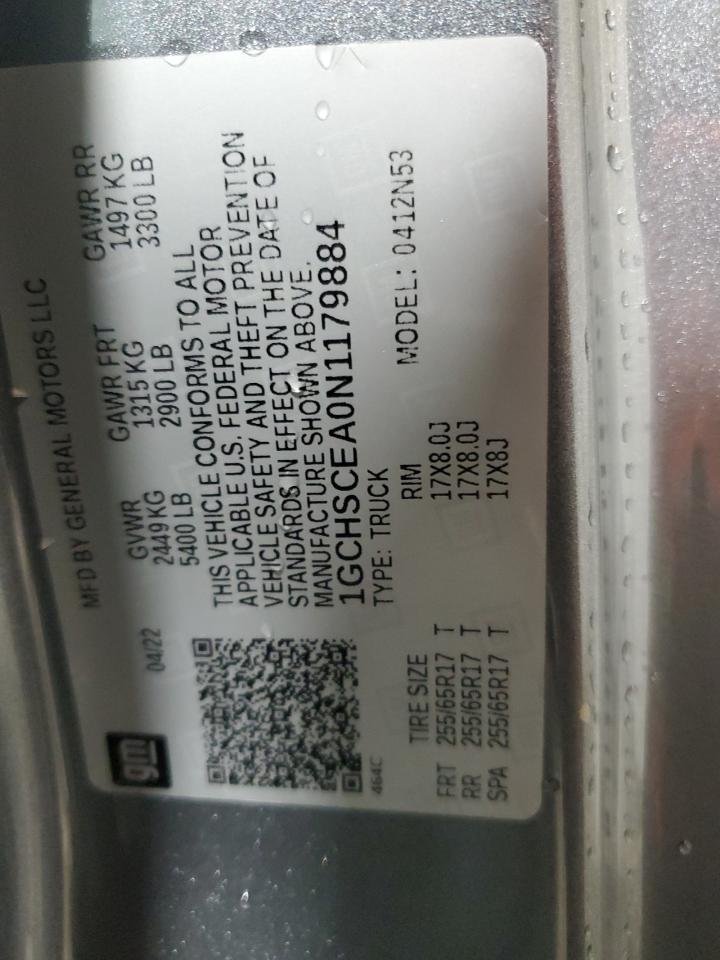 gm
04/22
MFD BY GENERAL MOTORS LLC
GVWR GAWR FRT GAWR RR
2449 KG 1315 KG 1497 KG
5400 LB 2900 LB 3300 LB
THIS VEHICLE CONFORMS TO ALL
APPLICABLE U.S. FEDERAL MOTOR
VEHICLE SAFETY AND THEFT PREVENTION
STANDARDS IN EFFECT ON THE DATE OF
MANUFACTURE SHOWN ABOVE.
1GCHSCEA0N1179884
464C
TYPE: TRUCK MODEL: 0412N53
TIRE SIZE RIM
FRT 255/65R17 T 17X8.0J
RR 255/65R17 T 17X8.0J
SPA 255/65R17 T 17X8J